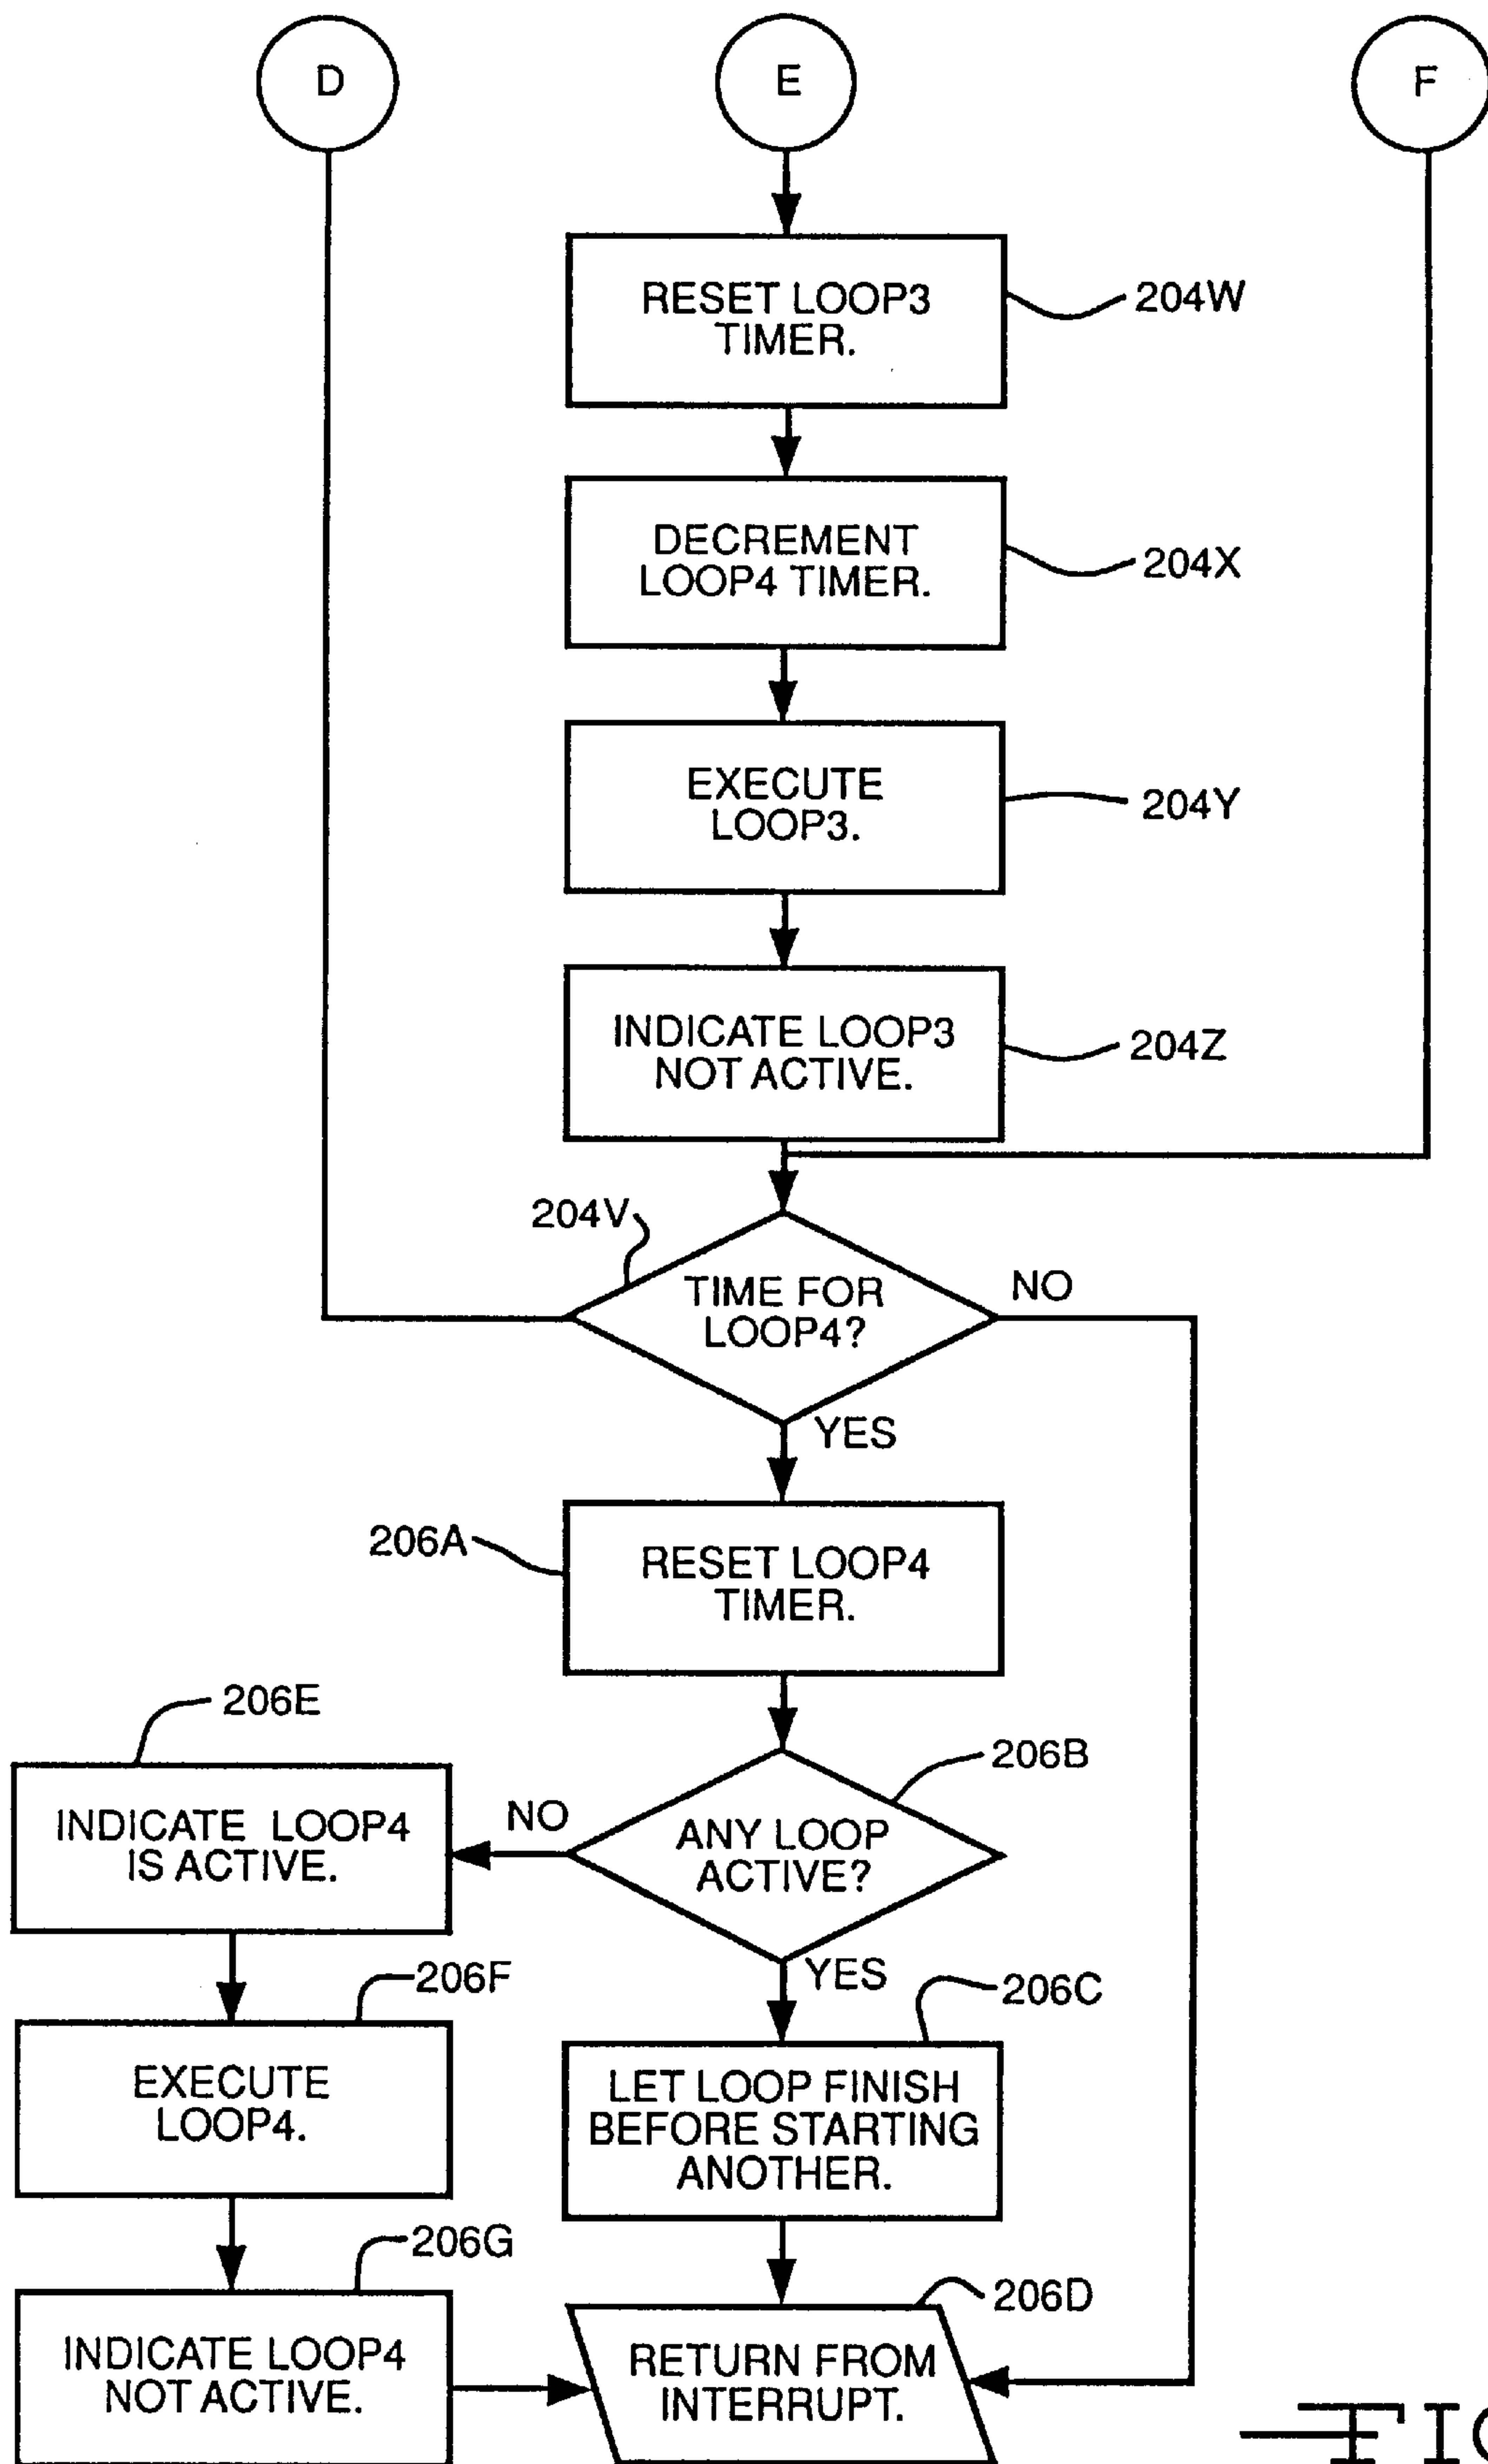 D
E
F
RESET LOOP3
TIMER.
204W
DECREMENT
LOOP4 TIMER.
204X
EXECUTE
LOOP3.
204Y
INDICATE LOOP3
NOT ACTIVE.
204Z
204V
TIME FOR
LOOP4?
NO
YES
206A
RESET LOOP4
TIMER.
206E
206B
INDICATE LOOP4
IS ACTIVE.
NO
ANY LOOP
ACTIVE?
YES
206F
206C
EXECUTE
LOOP4.
LET LOOP FINISH
BEFORE STARTING
ANOTHER.
206G
206D
INDICATE LOOP4
NOT ACTIVE.
RETURN FROM
INTERRUPT.